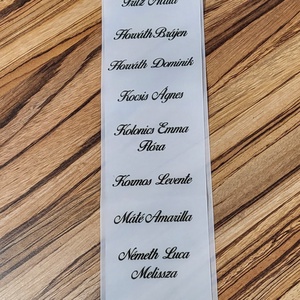 Horváth Brájen
Horváth Dominik
Kocsis Ágnes
Kolonics Emma
Flóra
Kormos Levente
Máté Amarilla
Németh Luca
Melissza